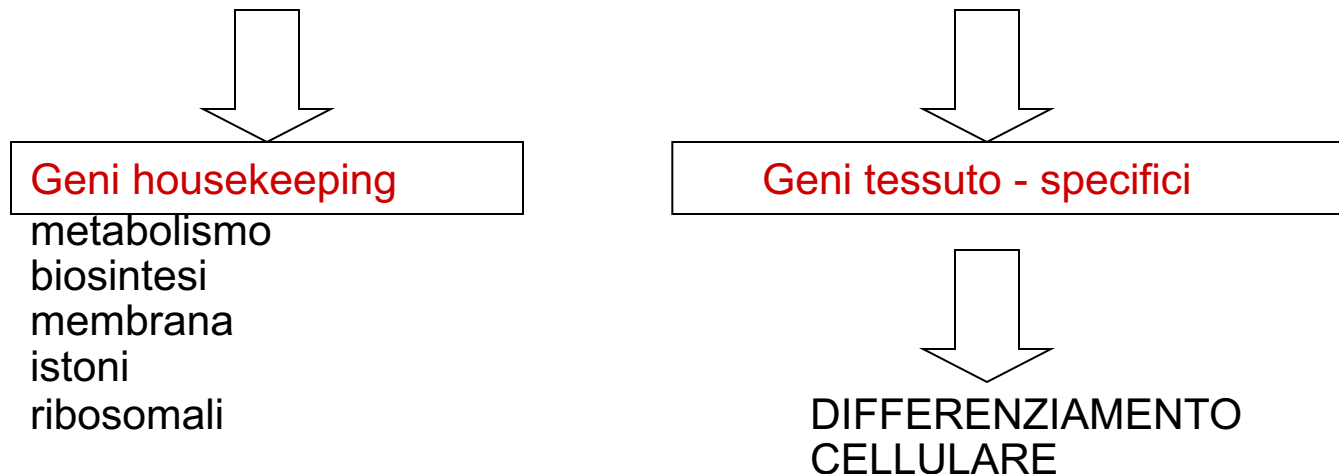 Geni housekeeping
metabolismo
biosintesi
membrana
istoni
ribosomali
Geni tessuto - specifici
DIFFERENZIAMENTO
CELLULARE